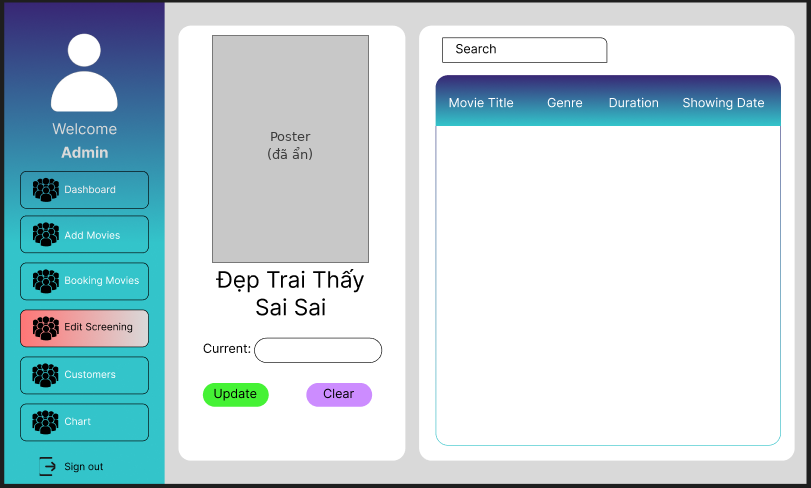 Welcome
Admin
Dashboard
Add Movies
Booking Movies
Edit Screening
Customers
Chart
Sign out
Poster
(đã ẩn)
Đẹp Trai Thấy
Sai Sai
Current:
Update
Clear
Search
Movie Title
Genre
Duration
Showing Date